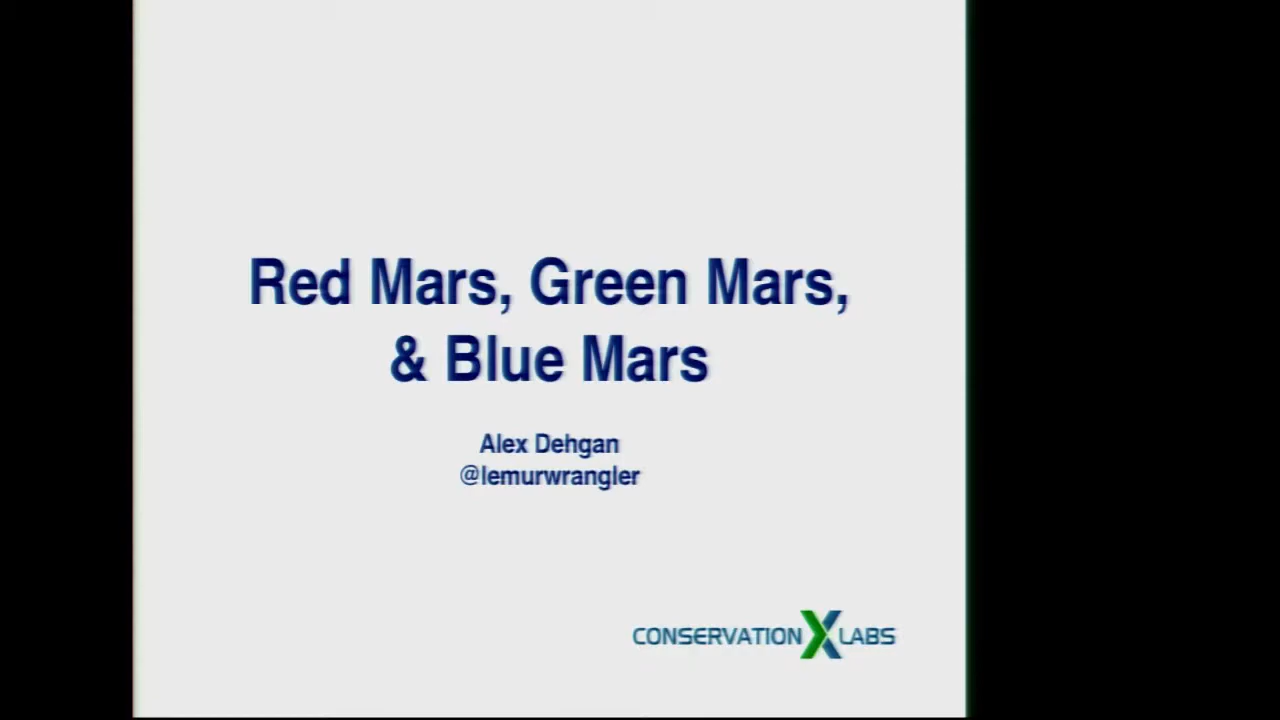 Red Mars, Green Mars,
& Blue Mars
Alex Dehgan
@lemurwrangler
CONSERVATION X LABS